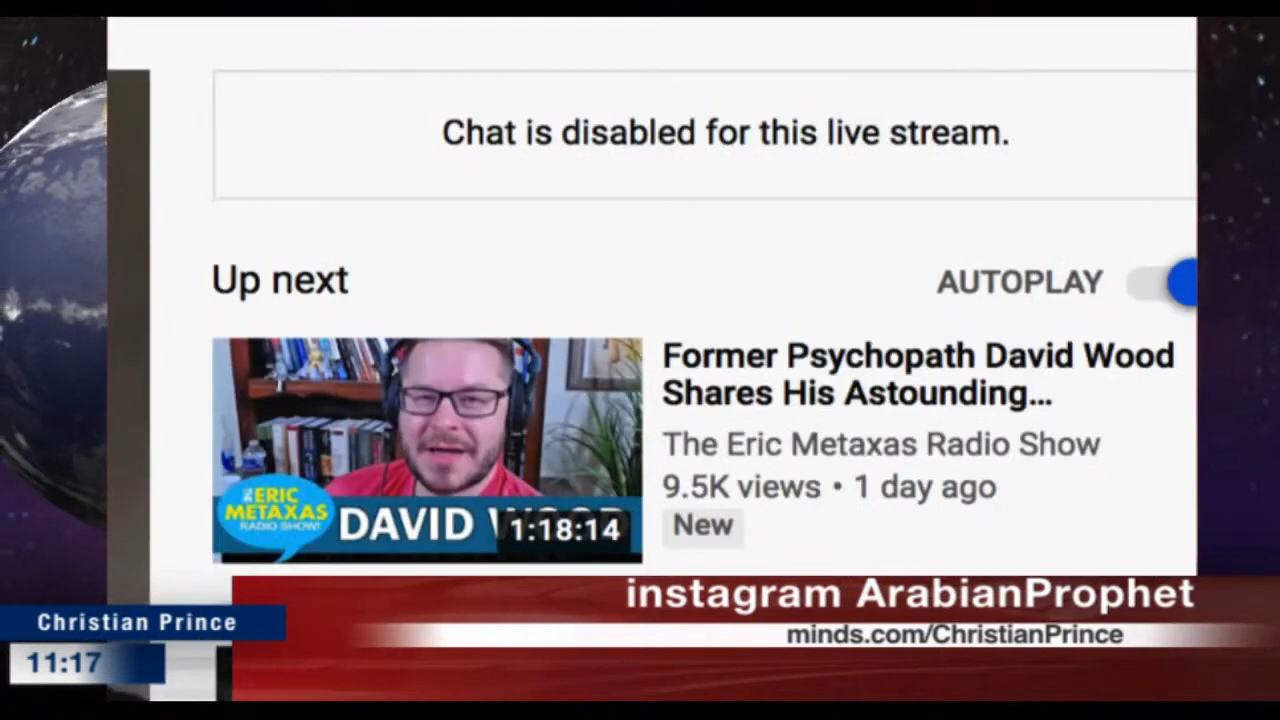 Chat is disabled for this live stream.
Up next
AUTOPLAY
Former Psychopath David Wood
Shares His Astounding...
The Eric Metaxas Radio Show
9.5K views • 1 day ago
New
THE ERIC
METAXAS
RADIO SHOW!
DAVID WOOD
1:18:14
instagram ArabianProphet
minds.com/ChristianPrince
Christian Prince
11:17